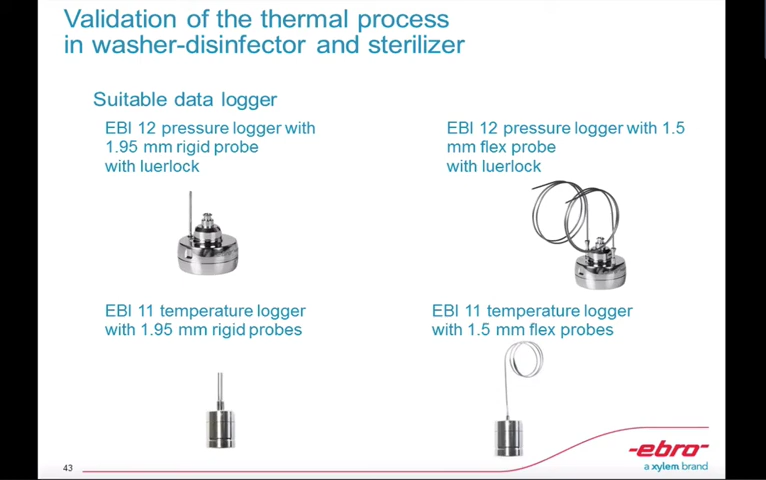 Validation of the thermal process
in washer-disinfector and sterilizer
Suitable data logger
EBI 12 pressure logger with
1.95 mm rigid probe
with luerlock
EBI 12 pressure logger with 1.5
mm flex probe
with luerlock
EBI 11 temperature logger
with 1.95 mm rigid probes
EBI 11 temperature logger
with 1.5 mm flex probes
43
ebro
a xylem brand